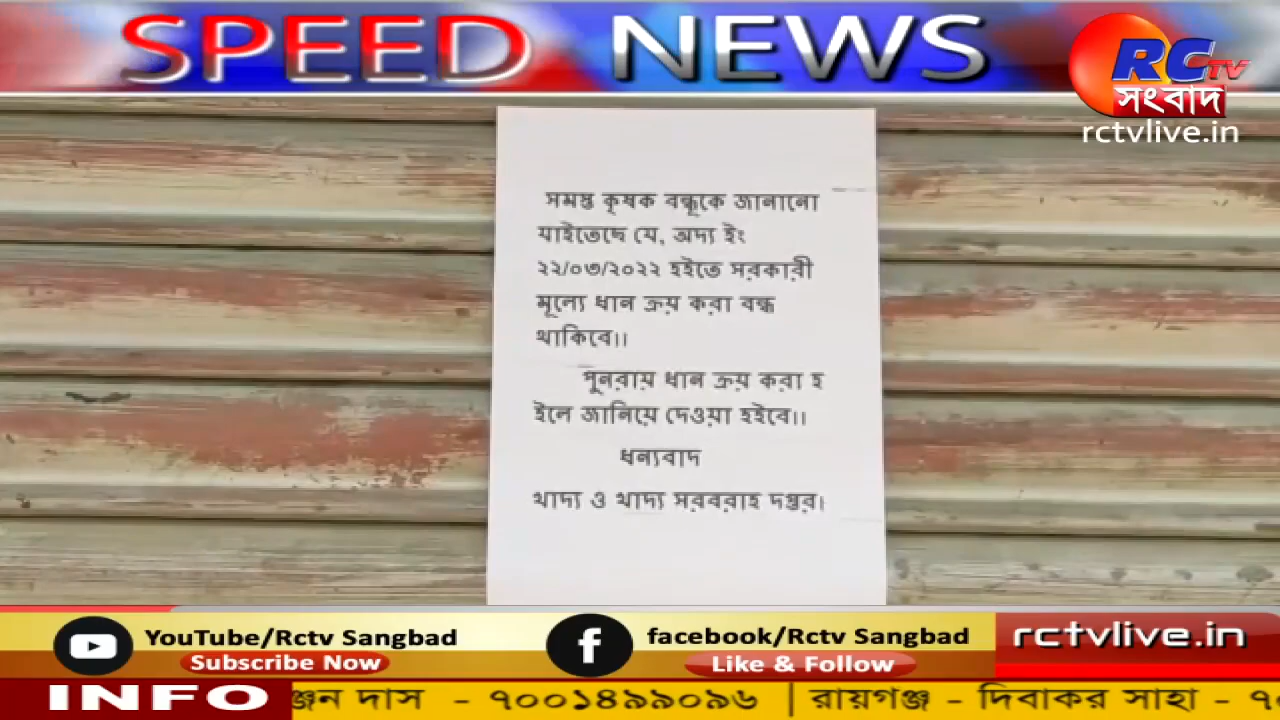 SPEED NEWS
RCTV
সংবাদ
rctvlive.in
সমস্ত কৃষক বন্ধুকে জানানো
যাইতেছে যে, অদ্য ইং
২২/০৩/২০২২ হইতে সরকারী
মূল্যে ধান ক্রয় করা বন্ধ
থাকিবে।।
পুনরায় ধান ক্রয় করা হ
ইলে জানিয়ে দেওয়া হইবে।।
ধন্যবাদ
খাদ্য ও খাদ্য সরবরাহ দপ্তর।
YouTube/Rctv Sangbad
Subscribe Now
facebook/Rctv Sangbad
Like & Follow
rctvlive.in
INFO
ঞ্জন দাস - ৭০০১৪৯৯০৯৬ | রায়গঞ্জ - দিবাকর সাহা - ৭